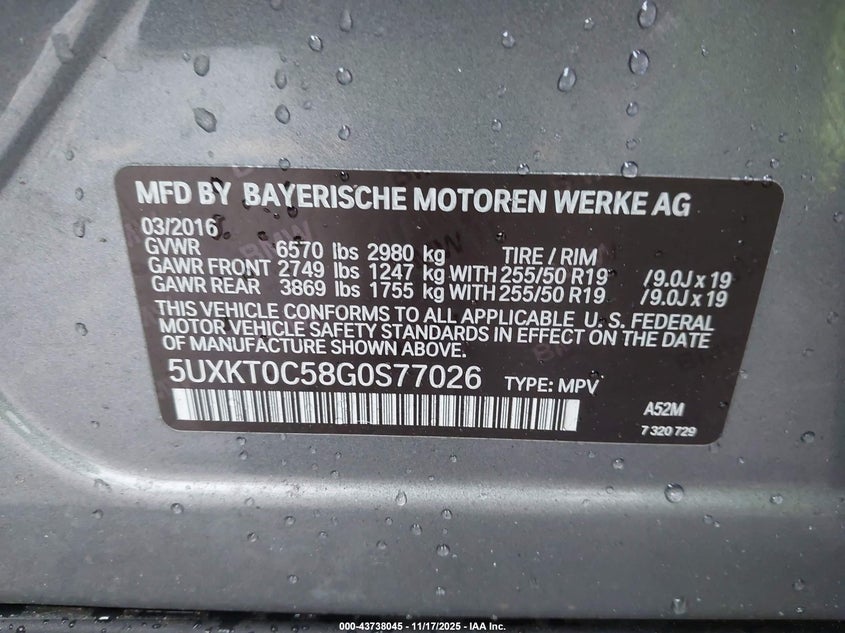 MFD BY BAYERISCHE MOTOREN WERKE AG
03/2016
GVWR 6570 lbs 2980 kg TIRE / RIM
GAWR FRONT 2749 lbs 1247 kg WITH 255/50 R19 /9.0J x 19
GAWR REAR 3869 lbs 1755 kg WITH 255/50 R19 /9.0J x 19
THIS VEHICLE CONFORMS TO ALL APPLICABLE U. S. FEDERAL
MOTOR VEHICLE SAFETY STANDARDS IN EFFECT ON THE DATE
OF MANUFACTURE SHOWN ABOVE.
5UXKT0C58G0S77026 TYPE: MPV
A52M
7 320 729
000-43738045 - 11/17/2025 - IAA Inc.